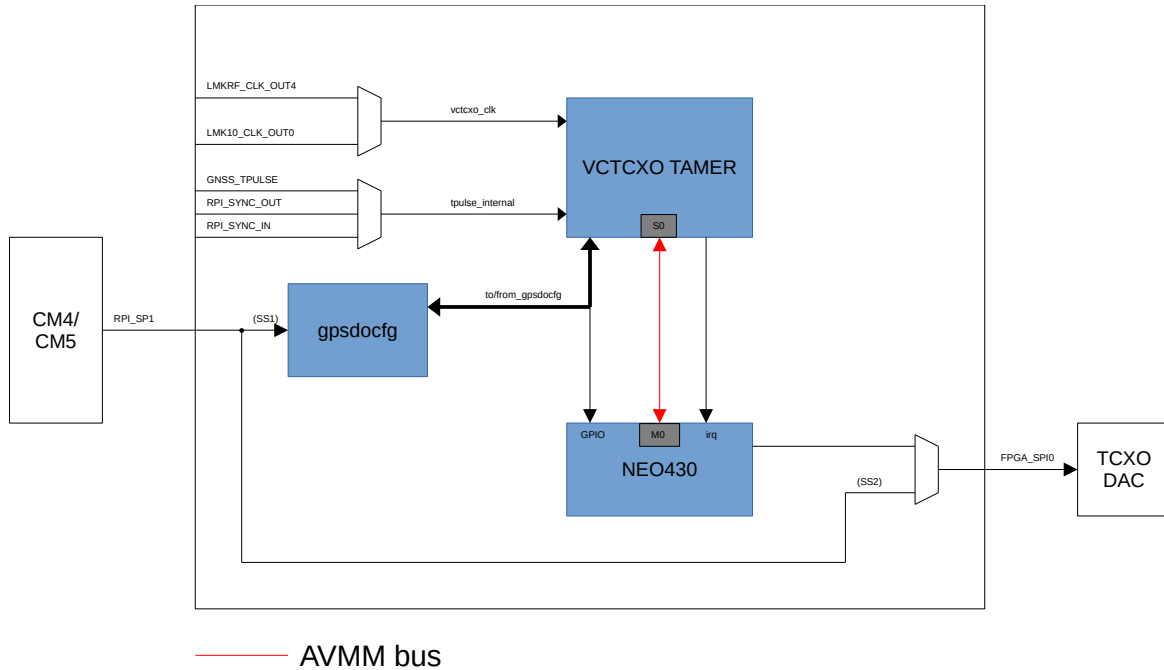 LMKRF_CLK_OUT4
vctcxo_clk
LMK10_CLK_OUT0
VCTCXO TAMER
GNSS_TPULSE
RPI_SYNC_OUT
tpulse_internal
RPI_SYNC_IN
S0
to/from_gpsdocfg
CM4/
CM5
RPI_SP1
(SS1)
gpsdocfg
GPIO
M0
irq
NEO430
(SS2)
FPGA_SPI0
TCXO
DAC
AVMM bus